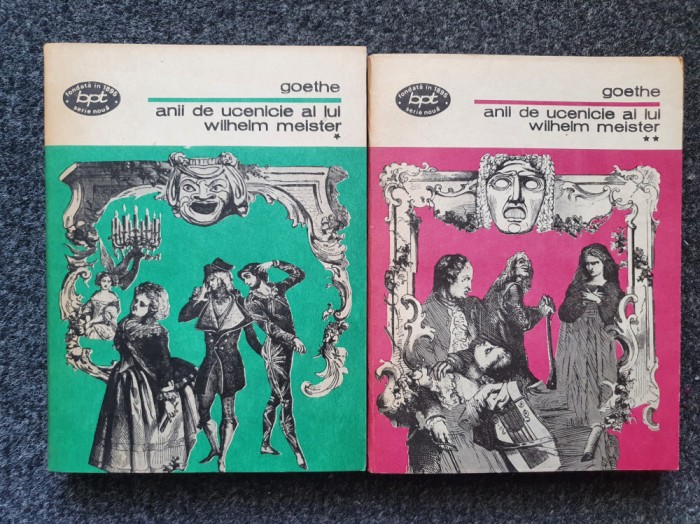 fondată în 1895
bpt
serie nouă
goethe
anii de ucenicie ai lui
wilhelm meister
*
fondată în 1895
bpt
serie nouă
goethe
anii de ucenicie ai lui
wilhelm meister
**